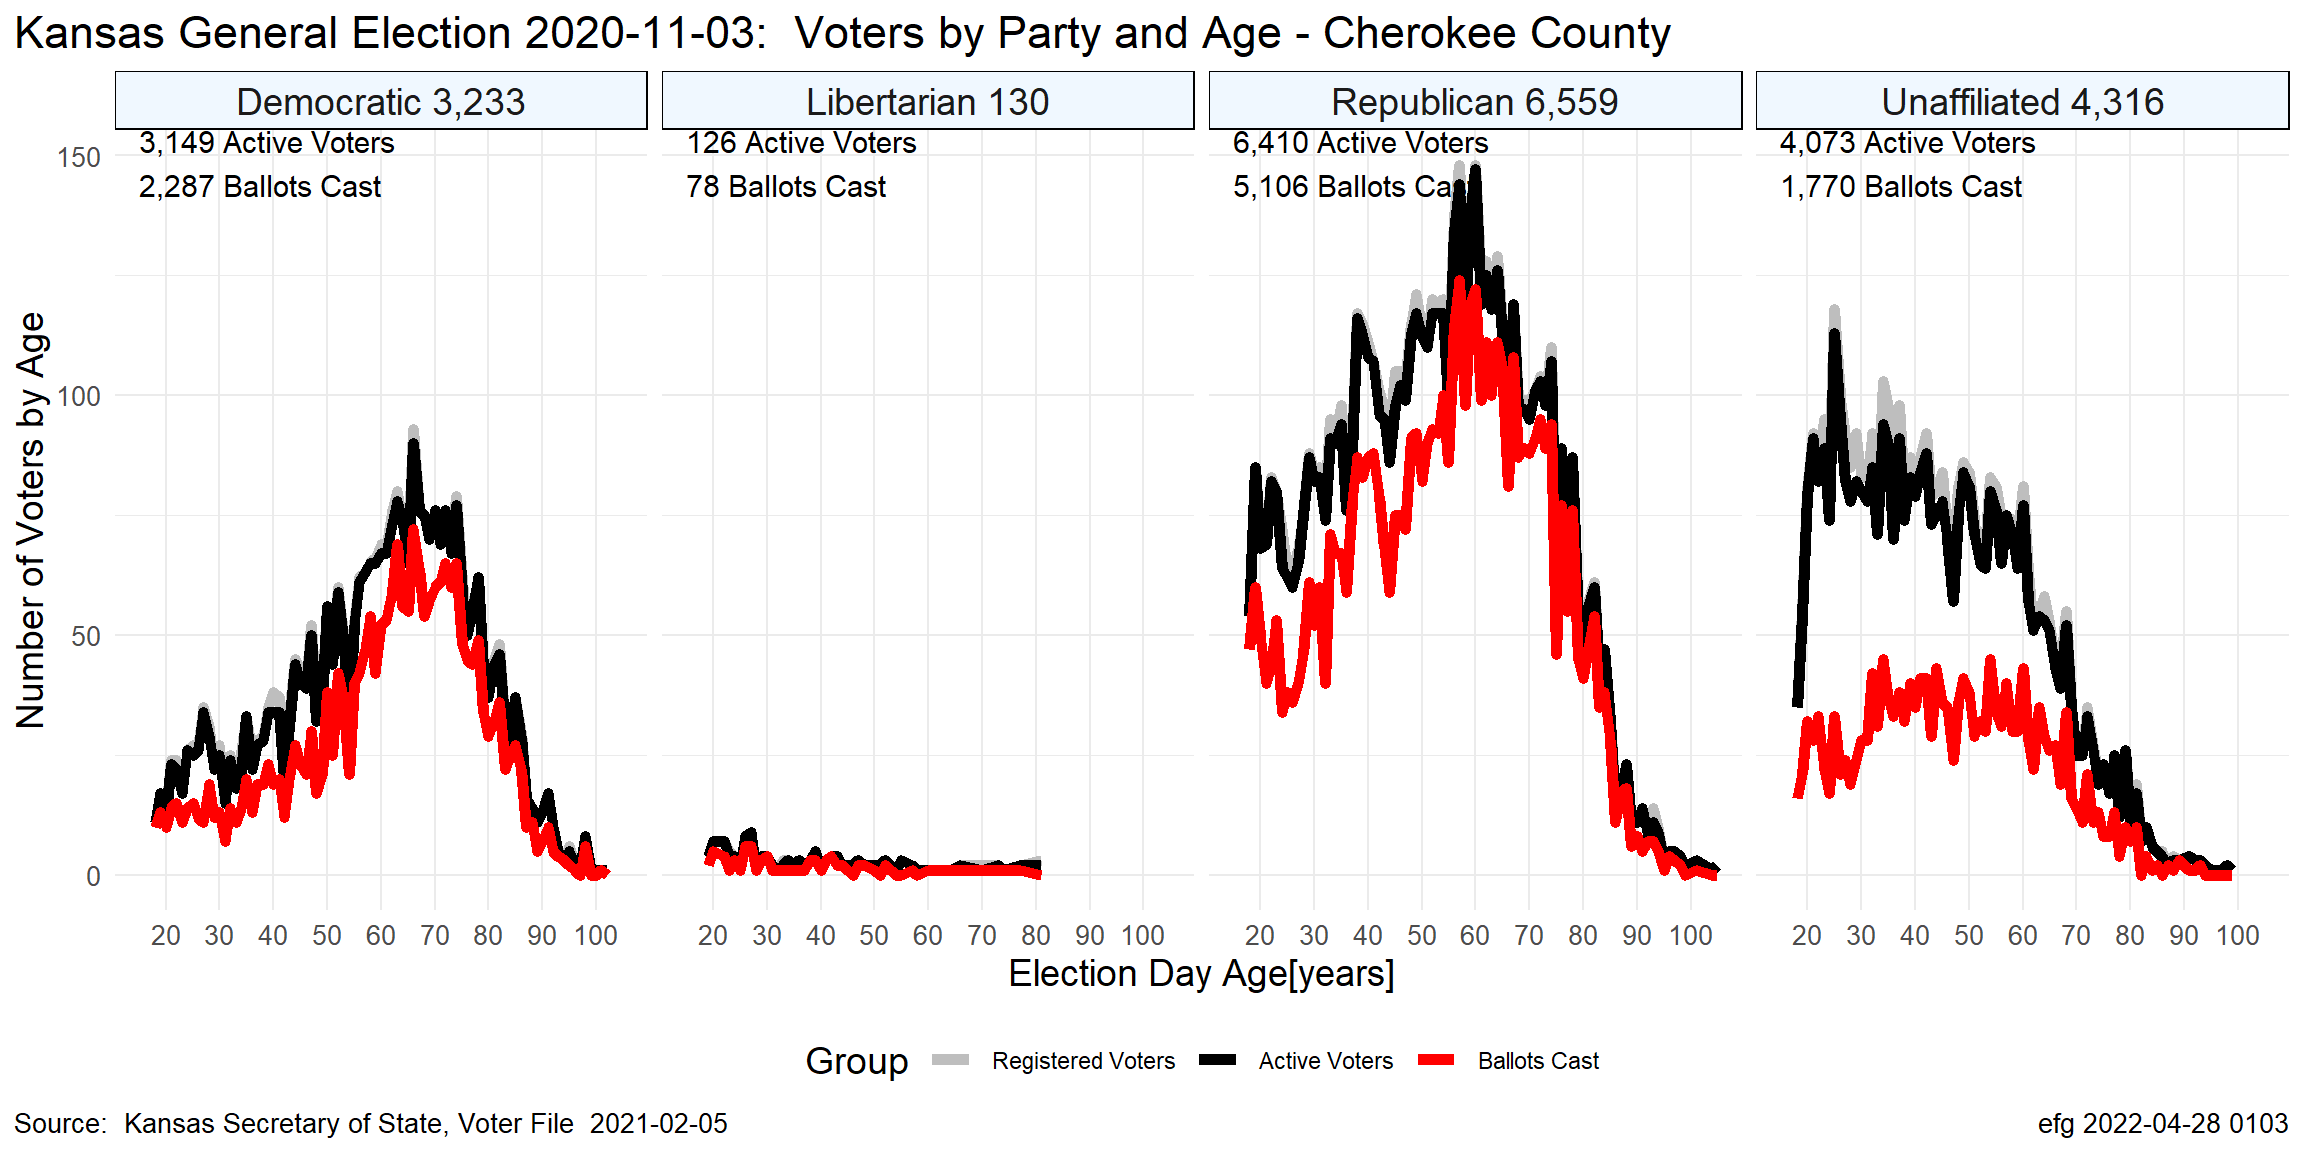 Kansas General Election 2020-11-03:  Voters by Party and Age - Cherokee County
Democratic 3,233
Libertarian 130
Republican 6,559
Unaffiliated 4,316
3,149 Active Voters
2,287 Ballots Cast
126 Active Voters
78 Ballots Cast
6,410 Active Voters
5,106 Ballots Cast
4,073 Active Voters
1,770 Ballots Cast
Number of Voters by Age
150
100
50
0
20 30 40 50 60 70 80 90 100
20 30 40 50 60 70 80 90 100
20 30 40 50 60 70 80 90 100
20 30 40 50 60 70 80 90 100
Election Day Age[years]
Group Registered Voters Active Voters Ballots Cast
Source:  Kansas Secretary of State, Voter File  2021-02-05
efg 2022-04-28 0103